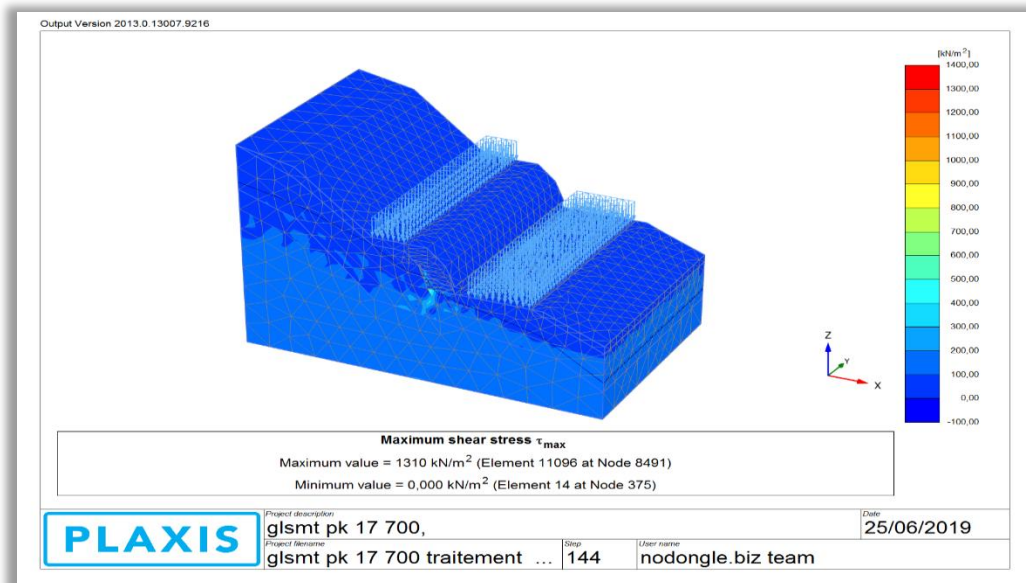 Output Version 2013.0.13007.9216
[kN/m²]
1400,00
1300,00
1200,00
1100,00
1000,00
900,00
800,00
700,00
600,00
500,00
400,00
300,00
200,00
100,00
0,00
-100,00
Z
Y
X
Maximum shear stress τmax
Maximum value = 1310 kN/m² (Element 11096 at Node 8491)
Minimum value = 0,000 kN/m² (Element 14 at Node 375)
PLAXIS
Project description
glsmt pk 17 700,
Date
25/06/2019
Project filename
glsmt pk 17 700 traitement ...
Step
144
User name
nodongle.biz team